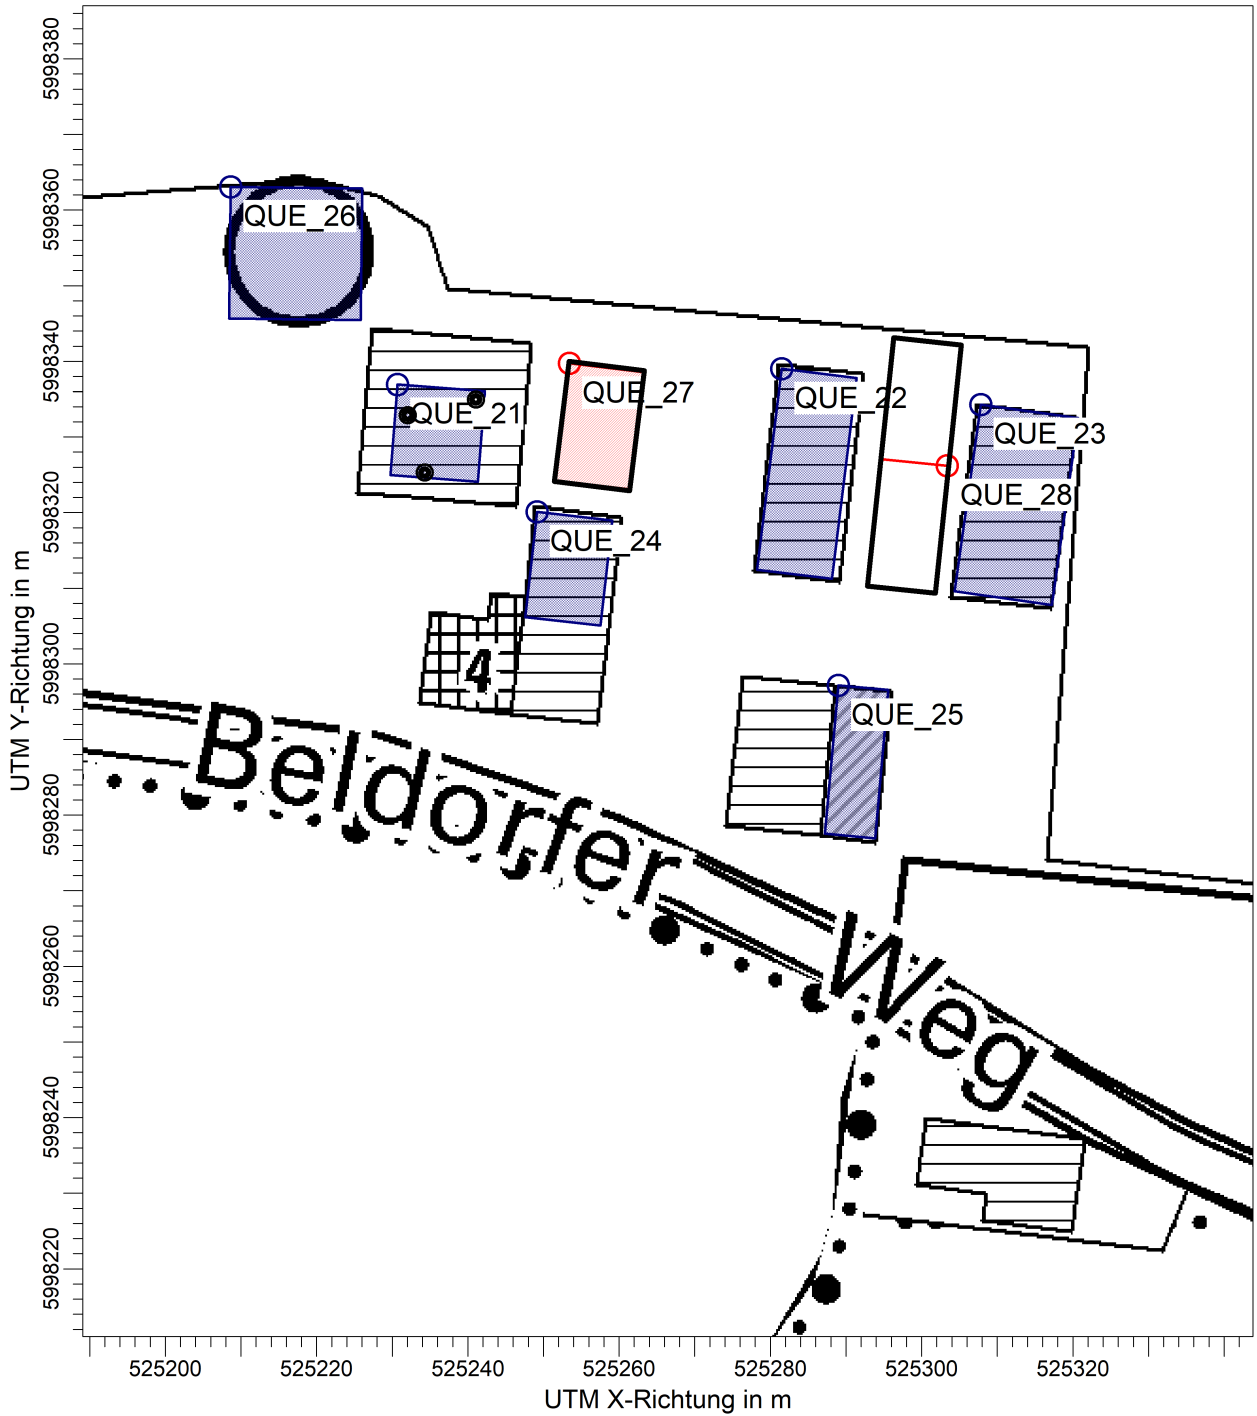 5998380
5998360
5998340
5998320
5998300
5998280
5998260
5998240
5998220
UTM Y-Richtung in m
QUE_26
QUE_27
QUE_22
QUE_21
QUE_23
QUE_28
QUE_24
4
QUE_25
Beldorfer Weg
525200 525220 525240 525260 525280 525300 525320
UTM X-Richtung in m